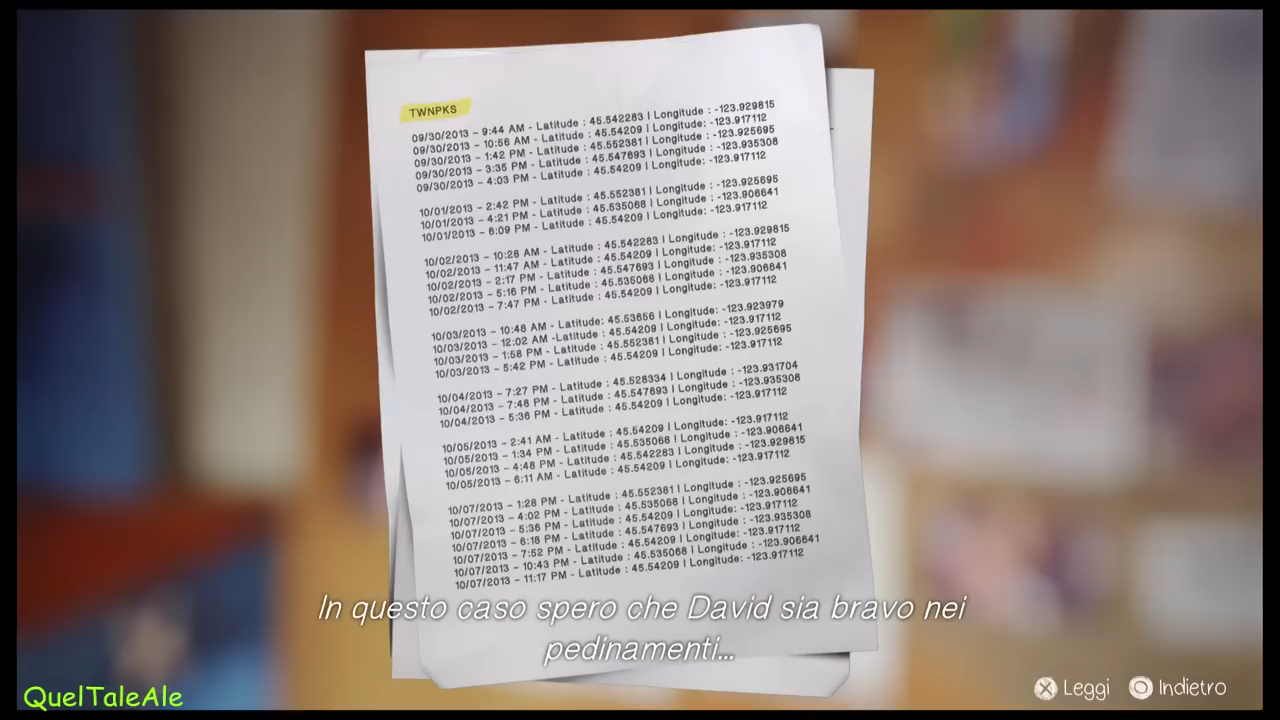 TWNPKS
09/30/2013 – 9:44 AM - Latitude : 45.542283 | Longitude : -123.929815
09/30/2013 – 10:56 AM - Latitude : 45.54209 | Longitude: -123.917112
09/30/2013 – 1:42 PM - Latitude : 45.552381 | Longitude : -123.925695
09/30/2013 – 3:35 PM - Latitude : 45.547693 | Longitude : -123.935308
09/30/2013 – 4:03 PM - Latitude : 45.54209 | Longitude: -123.917112
10/01/2013 – 2:42 PM - Latitude : 45.552381 | Longitude : -123.925695
10/01/2013 – 4:21 PM - Latitude : 45.535068 | Longitude : -123.906641
10/01/2013 – 6:09 PM - Latitude : 45.54209 | Longitude: -123.917112
10/02/2013 – 10:28 AM - Latitude : 45.542283 | Longitude : -123.929815
10/02/2013 – 11:47 AM - Latitude : 45.54209 | Longitude: -123.917112
10/02/2013 – 2:17 PM - Latitude : 45.547693 | Longitude : -123.935308
10/02/2013 – 5:16 PM - Latitude : 45.535068 | Longitude : -123.906641
10/02/2013 – 7:47 PM - Latitude : 45.54209 | Longitude: -123.917112
10/03/2013 – 10:48 AM - Latitude: 45.53656 | Longitude: -123.923979
10/03/2013 – 12:02 AM -Latitude : 45.54209 | Longitude: -123.917112
10/03/2013 – 1:58 PM - Latitude : 45.552381 | Longitude : -123.925695
10/03/2013 – 5:42 PM - Latitude : 45.54209 | Longitude: -123.917112
10/04/2013 – 7:27 PM - Latitude : 45.528334 | Longitude : -123.931704
10/04/2013 – 7:48 PM - Latitude : 45.547693 | Longitude : -123.935308
10/04/2013 – 5:36 PM - Latitude : 45.54209 | Longitude: -123.917112
10/05/2013 – 2:41 AM - Latitude : 45.54209 | Longitude: -123.917112
10/05/2013 – 1:34 PM - Latitude : 45.535068 | Longitude : -123.906641
10/05/2013 – 4:48 PM - Latitude : 45.542283 | Longitude : -123.929815
10/05/2013 – 6:11 AM - Latitude : 45.54209 | Longitude: -123.917112
10/07/2013 – 1:28 PM - Latitude : 45.552381 | Longitude : -123.925695
10/07/2013 – 4:02 PM - Latitude : 45.535068 | Longitude : -123.906641
10/07/2013 – 5:36 PM - Latitude : 45.54209 | Longitude: -123.917112
10/07/2013 – 6:18 PM - Latitude : 45.547693 | Longitude : -123.935308
10/07/2013 – 7:52 PM - Latitude : 45.54209 | Longitude: -123.917112
10/07/2013 – 10:43 PM - Latitude : 45.535068 | Longitude : -123.906641
10/07/2013 – 11:17 PM - Latitude : 45.54209 | Longitude: -123.917112
In questo caso spero che David sia bravo nei
pedinamenti...
QuelTaleAle
Leggi
Indietro